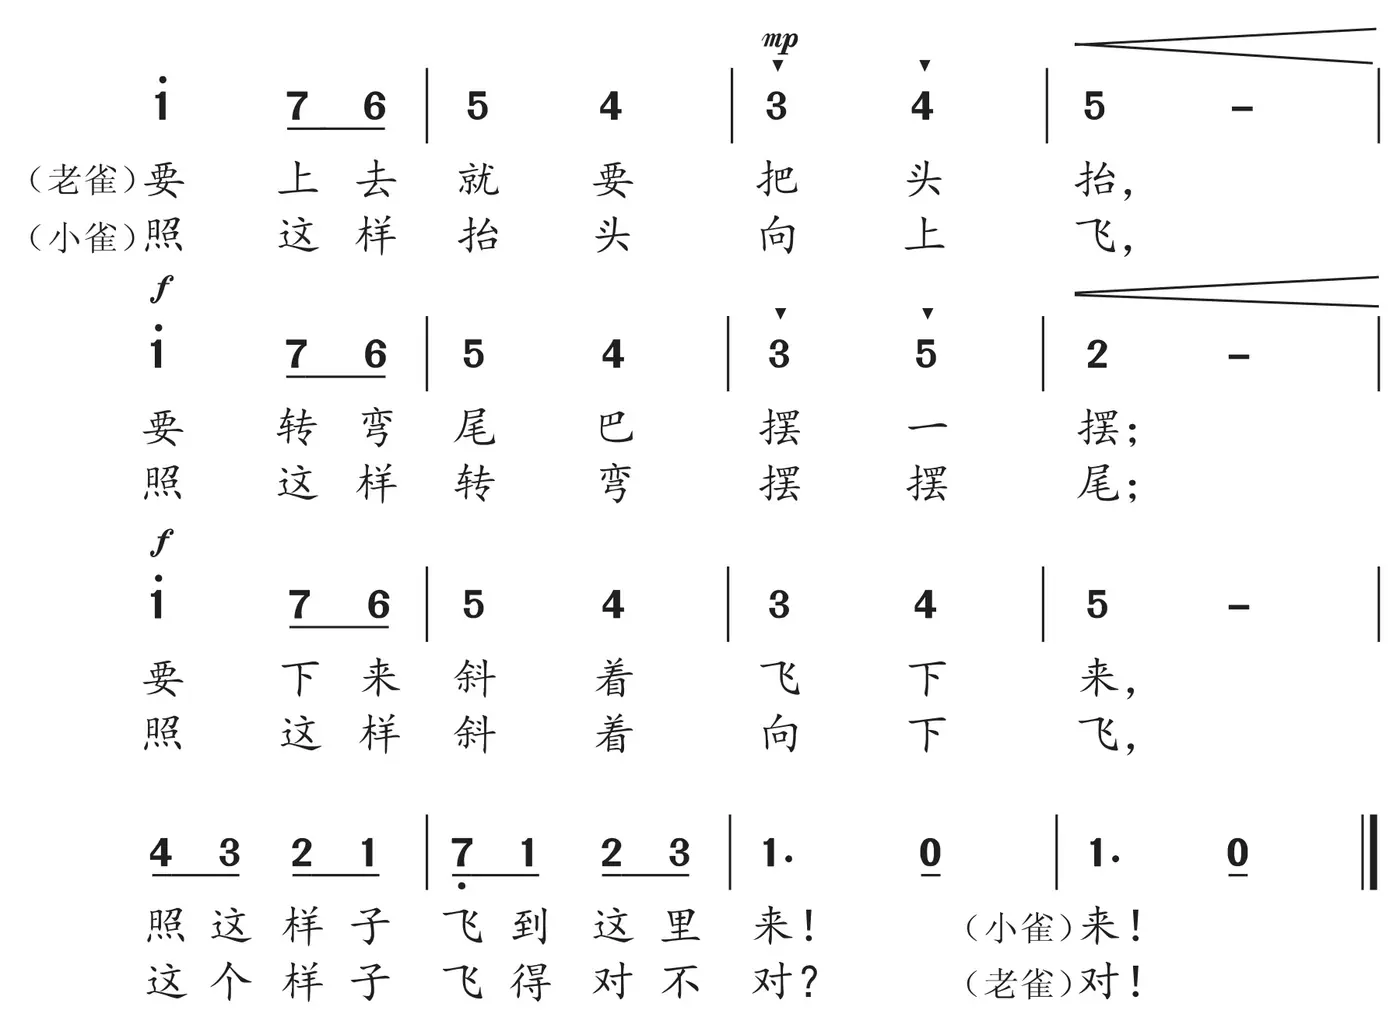 mp
1 7 6 5 4 3 4 5 –
（老雀）要 上 去 就 要 把 头 抬，
（小雀）照 这 样 抬 头 向 上 飞，
f
1 7 6 5 4 3 5 2 –
要 转 弯 尾 巴 摆 一 摆；
照 这 样 转 弯 摆 摆 尾；
f
1 7 6 5 4 3 4 5 –
要 下 来 斜 着 飞 下 来，
照 这 样 斜 着 向 下 飞，
4 3 2 1 7 1 2 3 1. 0 1. 0
照 这 样 子 飞 到 这 里 来！ （小雀）来！
这 个 样 子 飞 得 对 不 对？ （老雀）对！